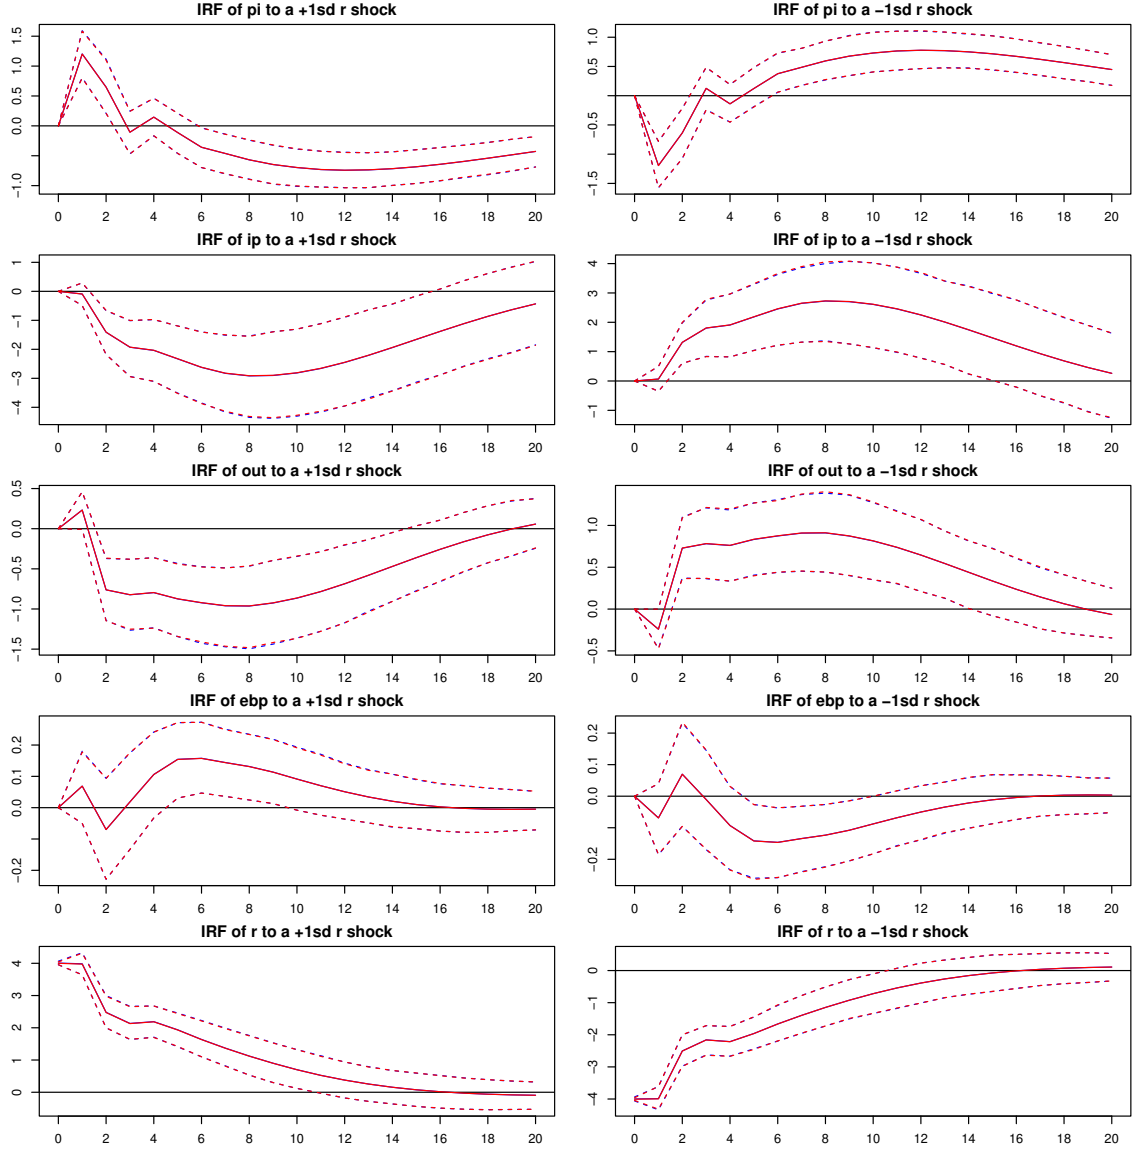 IRF of pi to a +1sd r shock
1.5
1.0
0.5
0.0
−1.0
0 2 4 6 8 10 12 14 16 18 20
IRF of pi to a −1sd r shock
1.0
0.5
−0.5
−1.5
0 2 4 6 8 10 12 14 16 18 20
IRF of ip to a +1sd r shock
1
0
−1
−2
−3
−4
0 2 4 6 8 10 12 14 16 18 20
IRF of ip to a −1sd r shock
4
3
2
1
0
−1
0 2 4 6 8 10 12 14 16 18 20
IRF of out to a +1sd r shock
0.5
0.0
−0.5
−1.0
−1.5
0 2 4 6 8 10 12 14 16 18 20
IRF of out to a −1sd r shock
1.0
0.5
0.0
−0.5
0 2 4 6 8 10 12 14 16 18 20
IRF of ebp to a +1sd r shock
0.2
0.1
0.0
−0.2
0 2 4 6 8 10 12 14 16 18 20
IRF of ebp to a −1sd r shock
0.2
0.1
0.0
−0.2
0 2 4 6 8 10 12 14 16 18 20
IRF of r to a +1sd r shock
4
3
2
1
0
0 2 4 6 8 10 12 14 16 18 20
IRF of r to a −1sd r shock
0
−1
−2
−3
−4
0 2 4 6 8 10 12 14 16 18 20